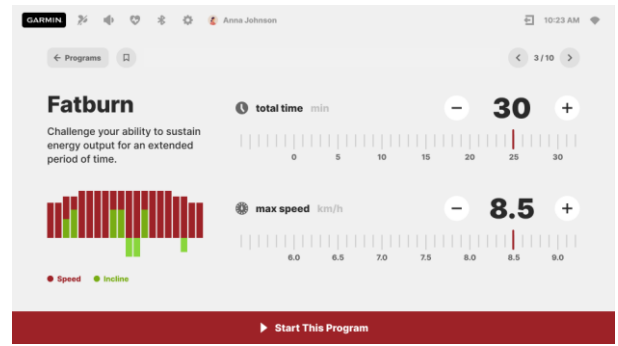 GARMIN Anna Johnson 10:23 AM
← Programs 3/10
Fatburn
Challenge your ability to sustain
energy output for an extended
period of time.
Speed Incline
total time min − 30 +
0 5 10 15 20 25 30
max speed km/h − 8.5 +
6.0 6.5 7.0 7.5 8.0 8.5 9.0
Start This Program